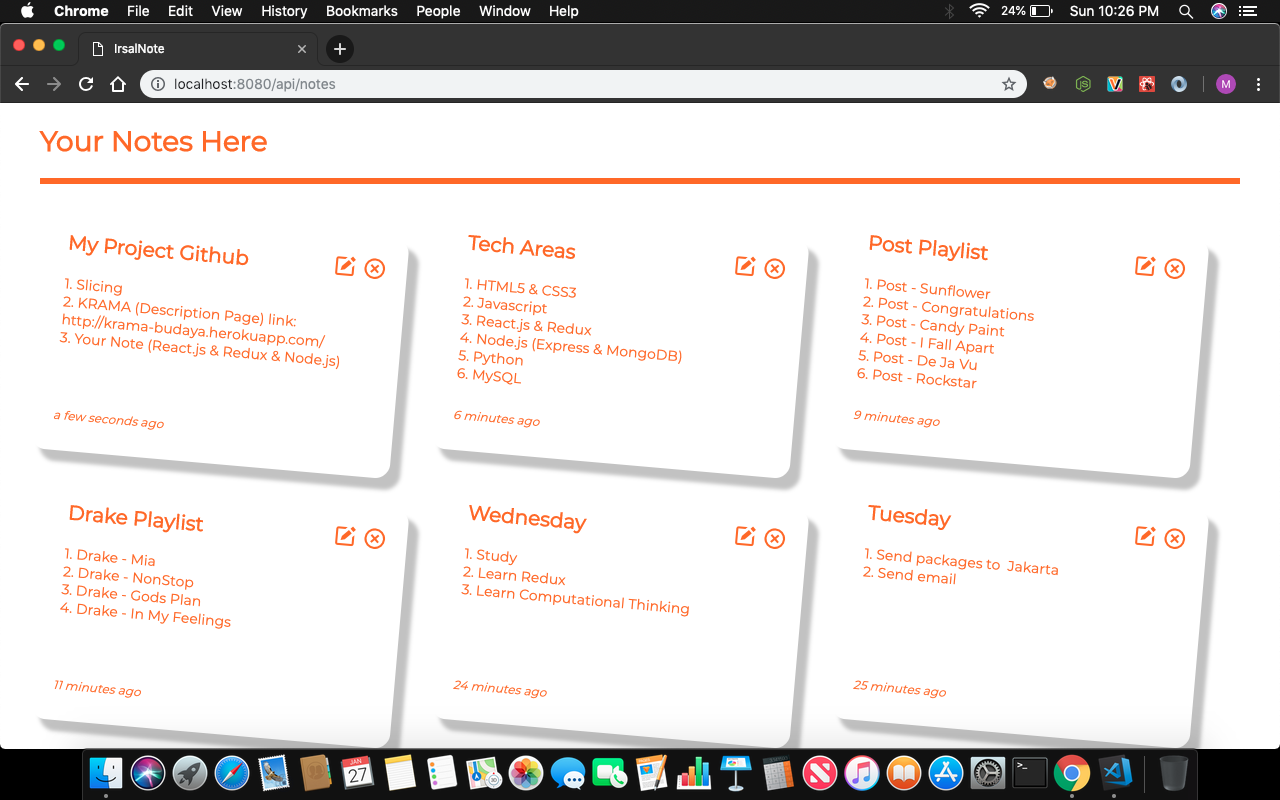 Chrome File Edit View History Bookmarks People Window Help 24% Sun 10:26 PM
IrsalNote
localhost:8080/api/notes
M
Your Notes Here
My Project Github
1. Slicing
2. KRAMA (Description Page) link:
http://krama-budaya.herokuapp.com/
3. Your Note (React.js & Redux & Node.js)
a few seconds ago
Tech Areas
1. HTML5 & CSS3
2. Javascript
3. React.js & Redux
4. Node.js (Express & MongoDB)
5. Python
6. MySQL
6 minutes ago
Post Playlist
1. Post - Sunflower
2. Post - Congratulations
3. Post - Candy Paint
4. Post - I Fall Apart
5. Post - De Ja Vu
6. Post - Rockstar
9 minutes ago
Drake Playlist
1. Drake - Mia
2. Drake - NonStop
3. Drake - Gods Plan
4. Drake - In My Feelings
11 minutes ago
Wednesday
1. Study
2. Learn Redux
3. Learn Computational Thinking
24 minutes ago
Tuesday
1. Send packages to  Jakarta
2. Send email
25 minutes ago
JAN
27